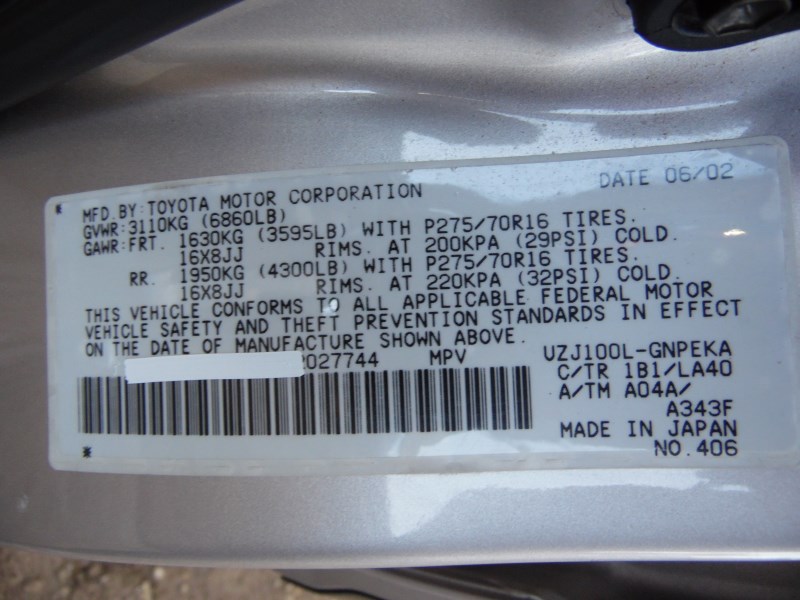 DATE 06/02
MFD.BY:TOYOTA MOTOR CORPORATION
GVWR:3110KG (6860LB)
GAWR:FRT. 1630KG (3595LB) WITH P275/70R16 TIRES.
16X8JJ RIMS. AT 200KPA (29PSI) COLD.
RR. 1950KG (4300LB) WITH P275/70R16 TIRES.
16X8JJ RIMS. AT 220KPA (32PSI) COLD.
THIS VEHICLE CONFORMS TO ALL APPLICABLE FEDERAL MOTOR
VEHICLE SAFETY AND THEFT PREVENTION STANDARDS IN EFFECT
ON THE DATE OF MANUFACTURE SHOWN ABOVE.
027744 MPV UZJ100L-GNPEKA
C/TR 1B1/LA40
A/TM A04A/
A343F
MADE IN JAPAN
NO.406